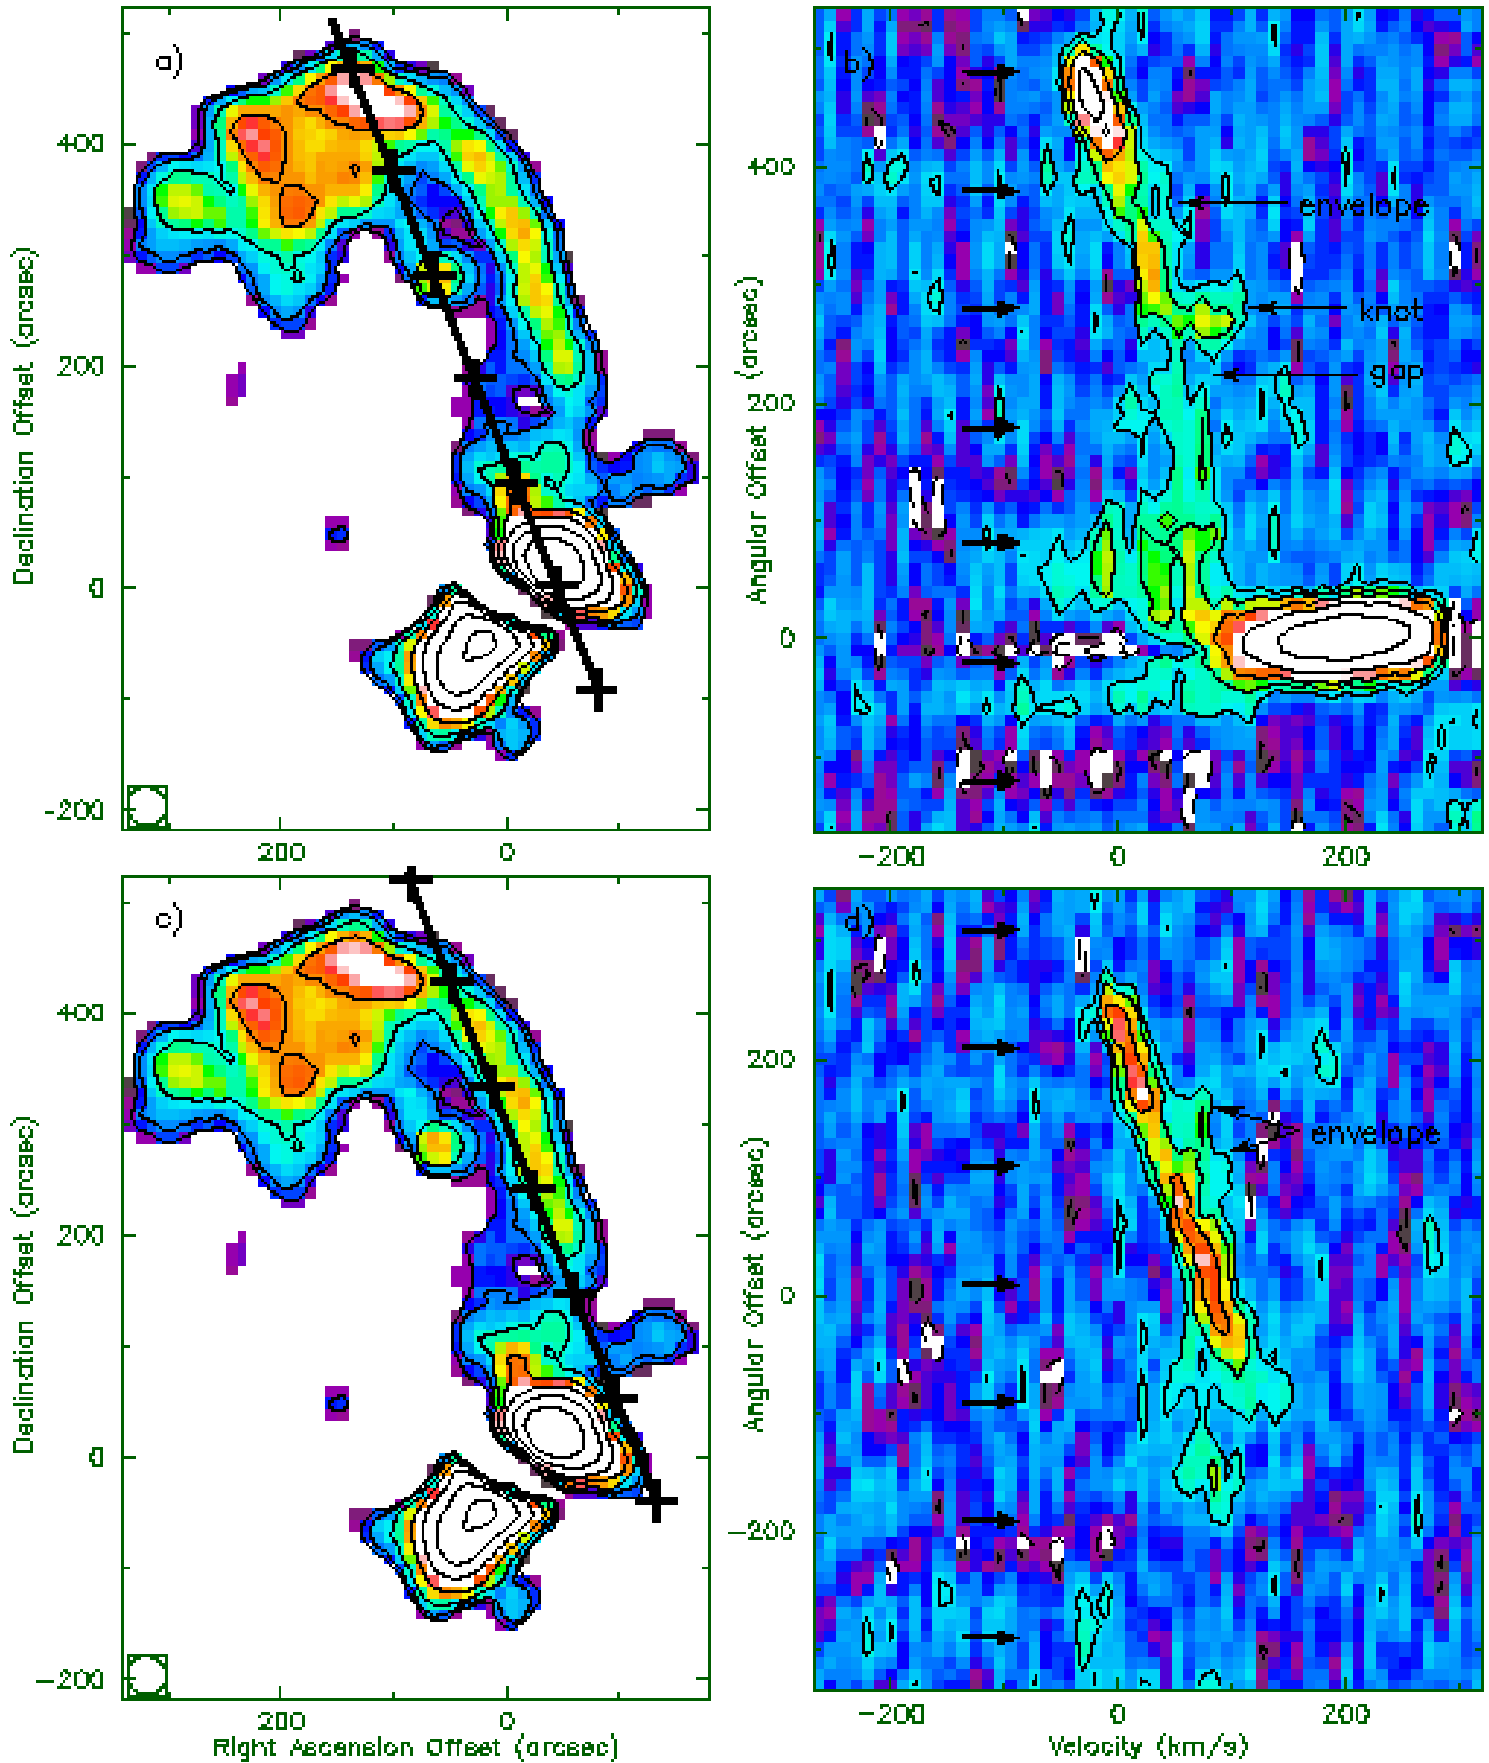 a)
400
200
0
-200
Declination Offset (arcsec)
200
0
b)
envelope
knot
gap
400
200
0
Angular Offset (arcsec)
-200
0
200
c)
400
200
0
-200
Declination Offset (arcsec)
200
0
Right Ascension Offset (arcsec)
d)
envelope
200
0
-200
Angular Offset (arcsec)
-200
0
200
Velocity (km/s)